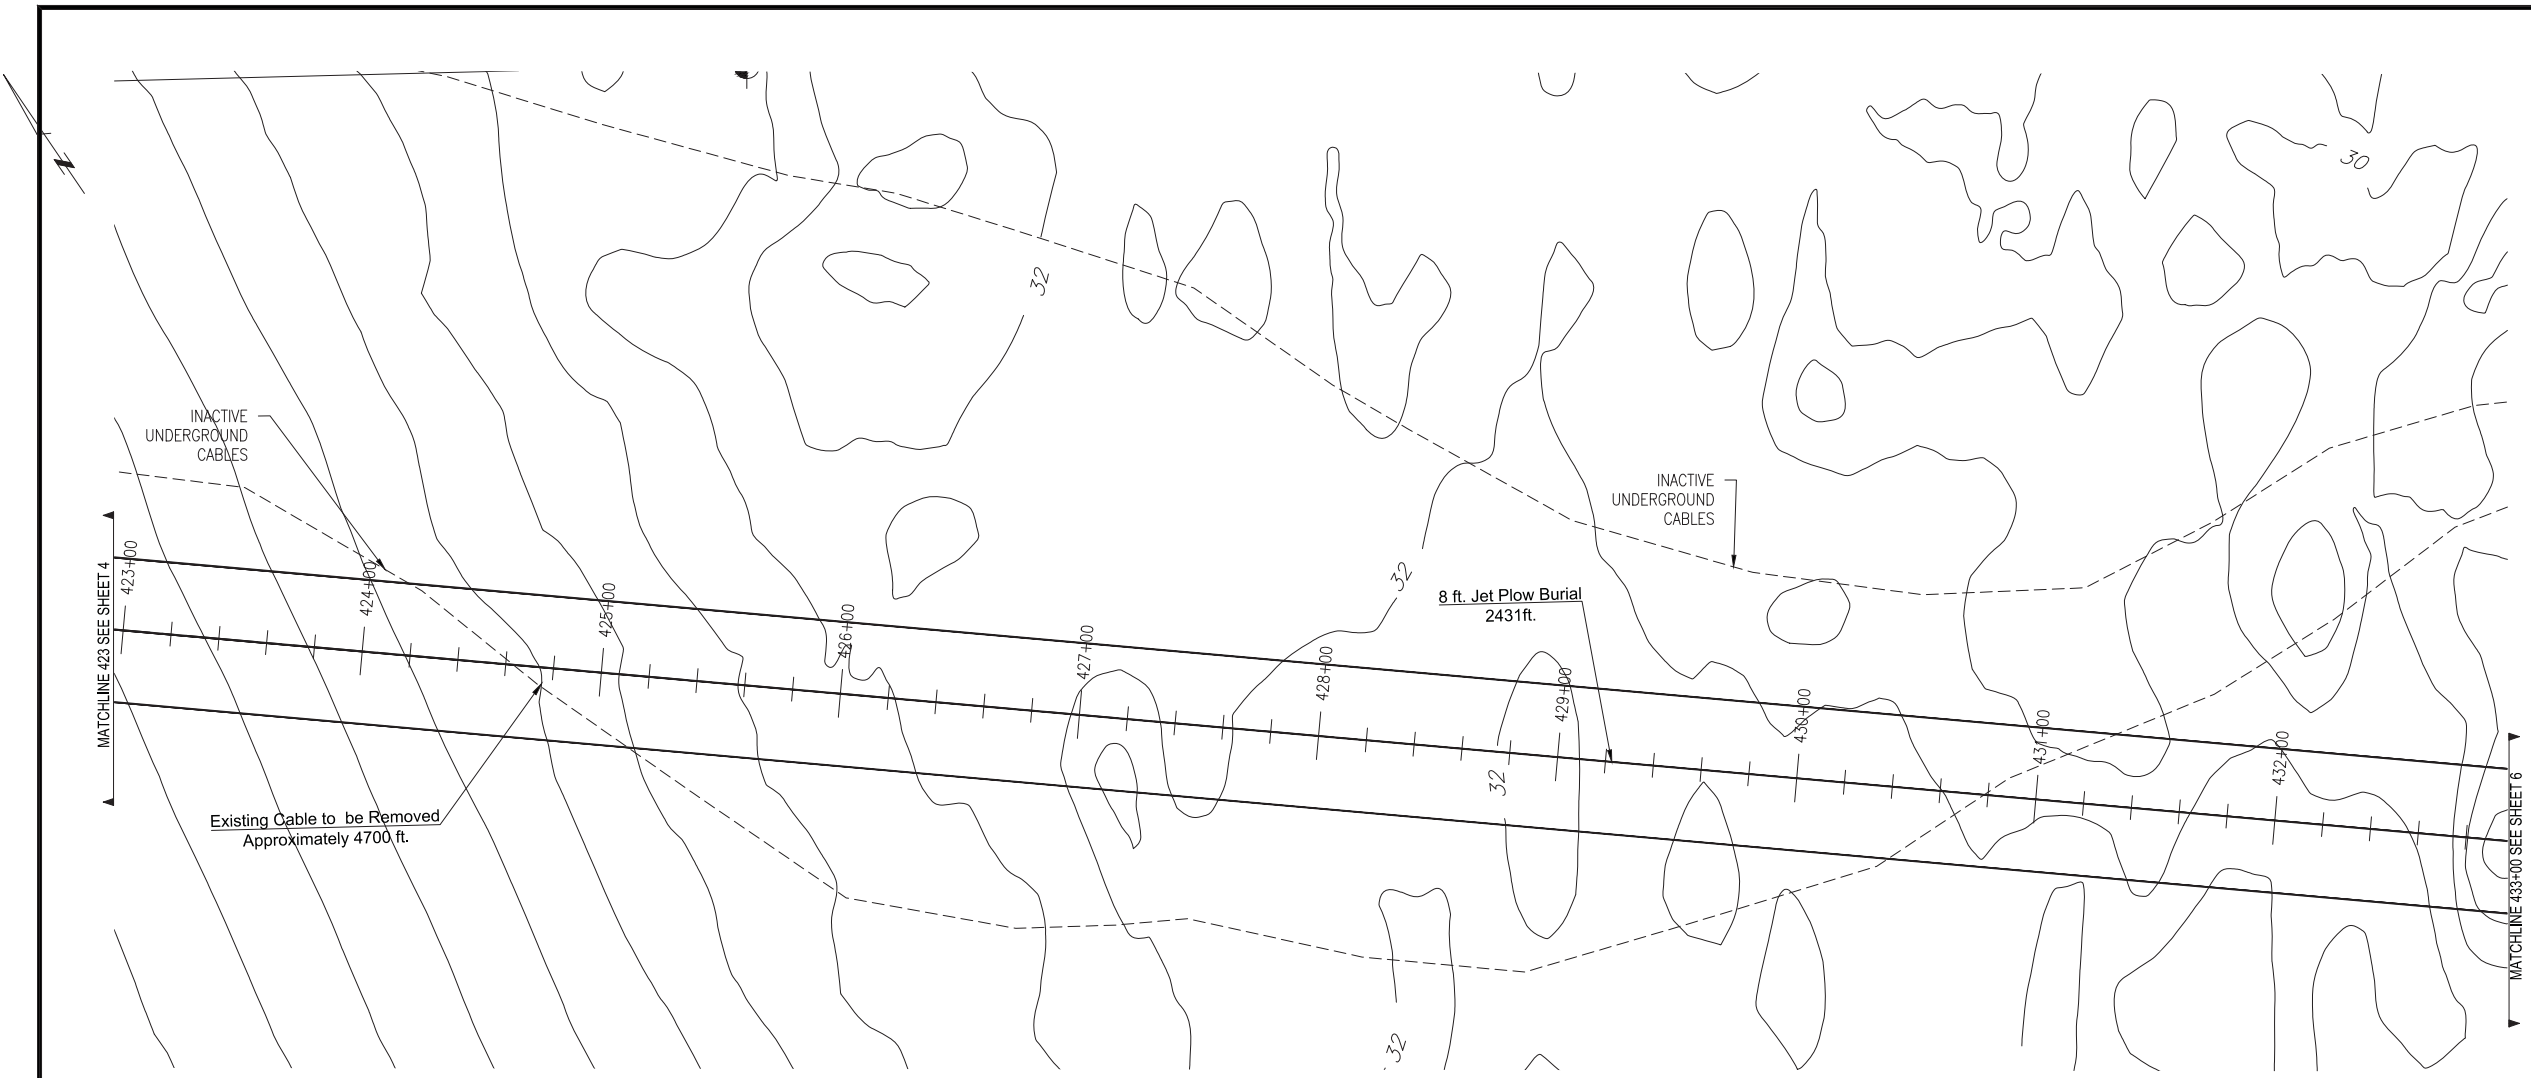 30
32
INACTIVE
UNDERGROUND
CABLES
INACTIVE
UNDERGROUND
CABLES
32
8 ft. Jet Plow Burial
2431ft.
MATCHLINE 423 SEE SHEET 4
423+00
424+00
425+00
426+00
427+00
428+00
429+00
430+00
431+00
432+00
32
Existing Cable to be Removed
Approximately 4700 ft.
MATCHLINE 433+00 SEE SHEET 6
32